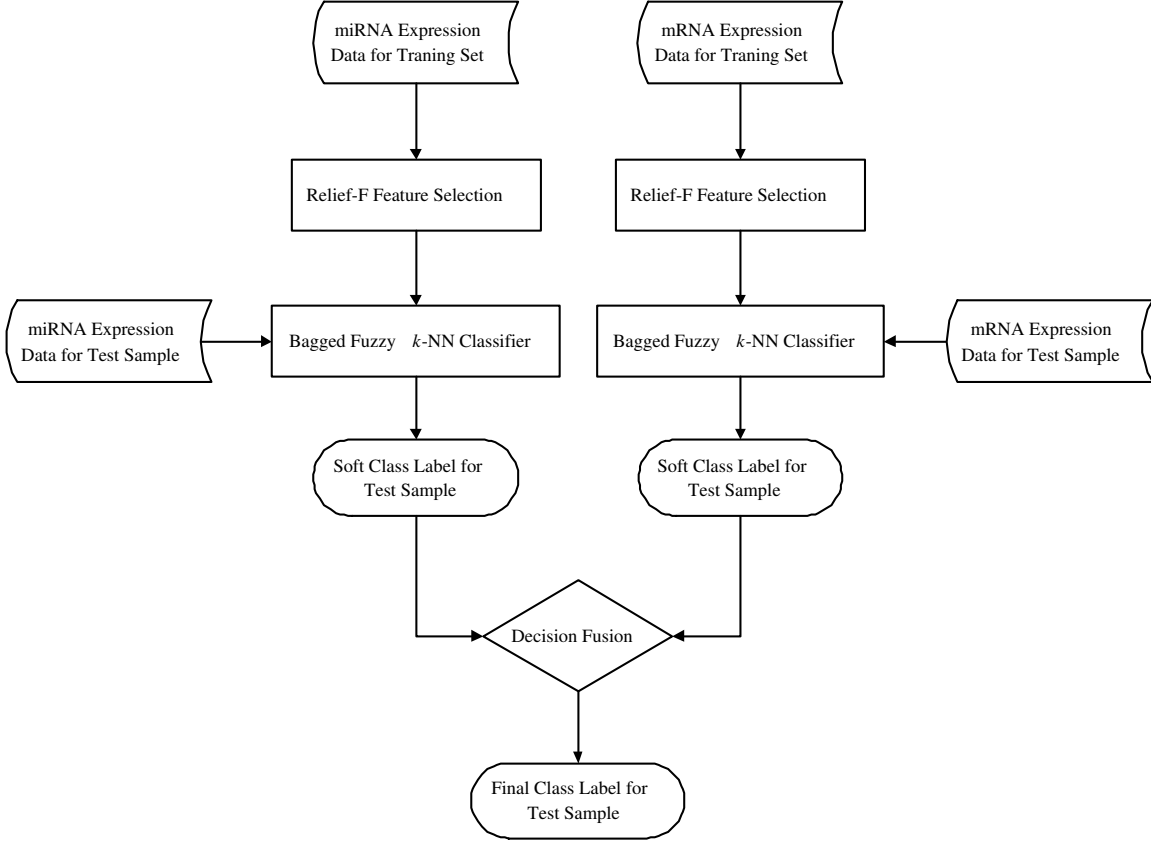 miRNA Expression
Data for Traning Set
mRNA Expression
Data for Traning Set
Relief-F Feature Selection
Relief-F Feature Selection
miRNA Expression
Data for Test Sample
Bagged Fuzzy k-NN Classifier
Bagged Fuzzy k-NN Classifier
mRNA Expression
Data for Test Sample
Soft Class Label for
Test Sample
Soft Class Label for
Test Sample
Decision Fusion
Final Class Label for
Test Sample